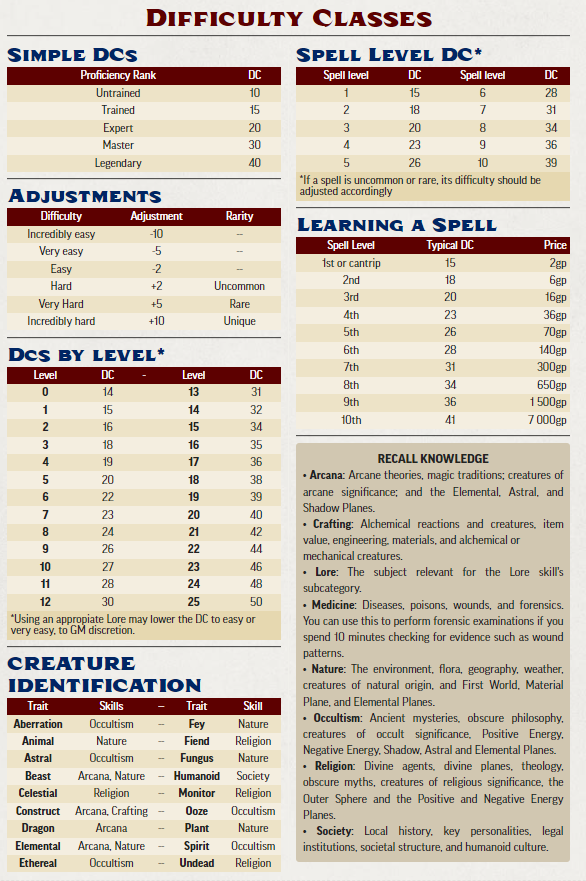 DIFFICULTY CLASSES
SIMPLE DCS
Proficiency Rank DC
Untrained 10
Trained 15
Expert 20
Master 30
Legendary 40
ADJUSTMENTS
Difficulty Adjustment Rarity
Incredibly easy -10 --
Very easy -5 --
Easy -2 --
Hard +2 Uncommon
Very Hard +5 Rare
Incredibly hard +10 Unique
DCS BY LEVEL*
Level DC - Level DC
0 14 13 31
1 15 14 32
2 16 15 34
3 18 16 35
4 19 17 36
5 20 18 38
6 22 19 39
7 23 20 40
8 24 21 42
9 26 22 44
10 27 23 46
11 28 24 48
12 30 25 50
*Using an appropiate Lore may lower the DC to easy or
very easy, to GM discretion.
CREATURE
IDENTIFICATION
Trait Skills -- Trait Skill
Aberration Occultism -- Fey Nature
Animal Nature -- Fiend Religion
Astral Occultism -- Fungus Nature
Beast Arcana, Nature -- Humanoid Society
Celestial Religion -- Monitor Religion
Construct Arcana, Crafting -- Ooze Occultism
Dragon Arcana -- Plant Nature
Elemental Arcana, Nature -- Spirit Occultism
Ethereal Occultism -- Undead Religion
SPELL LEVEL DC*
Spell level DC Spell level DC
1 15 6 28
2 18 7 31
3 20 8 34
4 23 9 36
5 26 10 39
*If a spell is uncommon or rare, its difficulty should be
adjusted accordingly
LEARNING A SPELL
Spell Level Typical DC Price
1st or cantrip 15 2gp
2nd 18 6gp
3rd 20 16gp
4th 23 36gp
5th 26 70gp
6th 28 140gp
7th 31 300gp
8th 34 650gp
9th 36 1 500gp
10th 41 7 000gp
RECALL KNOWLEDGE
• Arcana: Arcane theories, magic traditions; creatures of
arcane significance; and the Elemental, Astral, and
Shadow Planes.
• Crafting: Alchemical reactions and creatures, item
value, engineering, materials, and alchemical or
mechanical creatures.
• Lore: The subject relevant for the Lore skill's
subcategory.
• Medicine: Diseases, poisons, wounds, and forensics.
You can use this to perform forensic examinations if you
spend 10 minutes checking for evidence such as wound
patterns.
• Nature: The environment, flora, geography, weather,
creatures of natural origin, and First World, Material
Plane, and Elemental Planes.
• Occultism: Ancient mysteries, obscure philosophy,
creatures of occult significance, Positive Energy,
Negative Energy, Shadow, Astral and Elemental Planes.
• Religion: Divine agents, divine planes, theology,
obscure myths, creatures of religious significance, the
Outer Sphere and the Positive and Negative Energy
Planes.
• Society: Local history, key personalities, legal
institutions, societal structure, and humanoid culture.